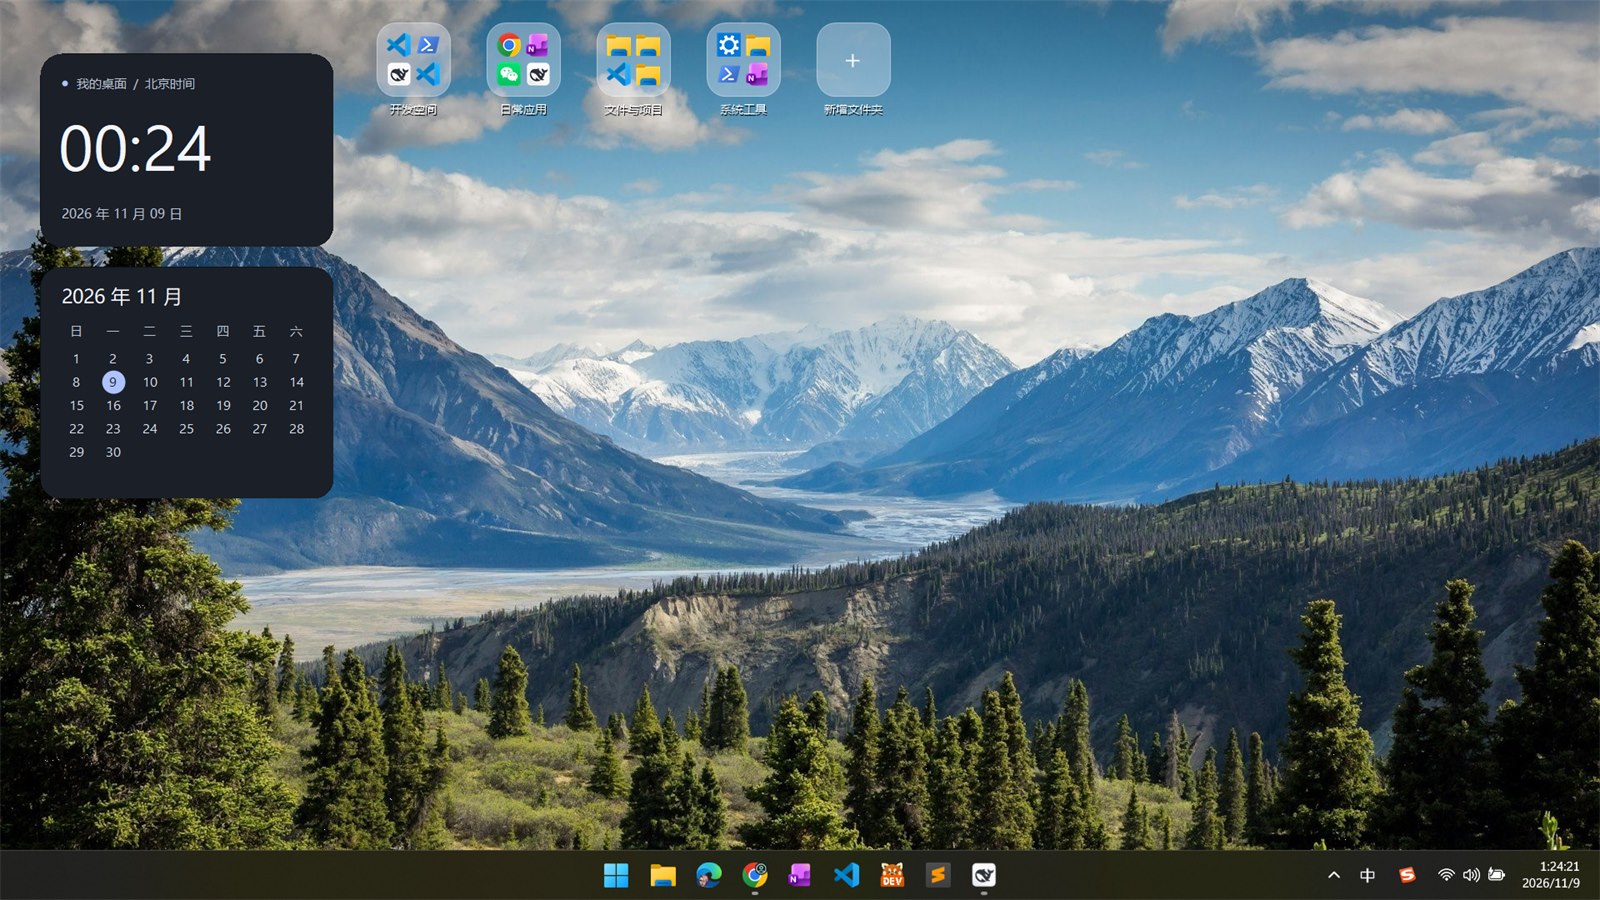 我的桌面 / 北京时间
00:24
2026 年 11 月 09 日
2026 年 11 月
日 一 二 三 四 五 六
1 2 3 4 5 6 7
8 9 10 11 12 13 14
15 16 17 18 19 20 21
22 23 24 25 26 27 28
29 30
开发空间
日常应用
文件与项目
系统工具
新增文件夹
DEV
中
1:24:21
2026/11/9